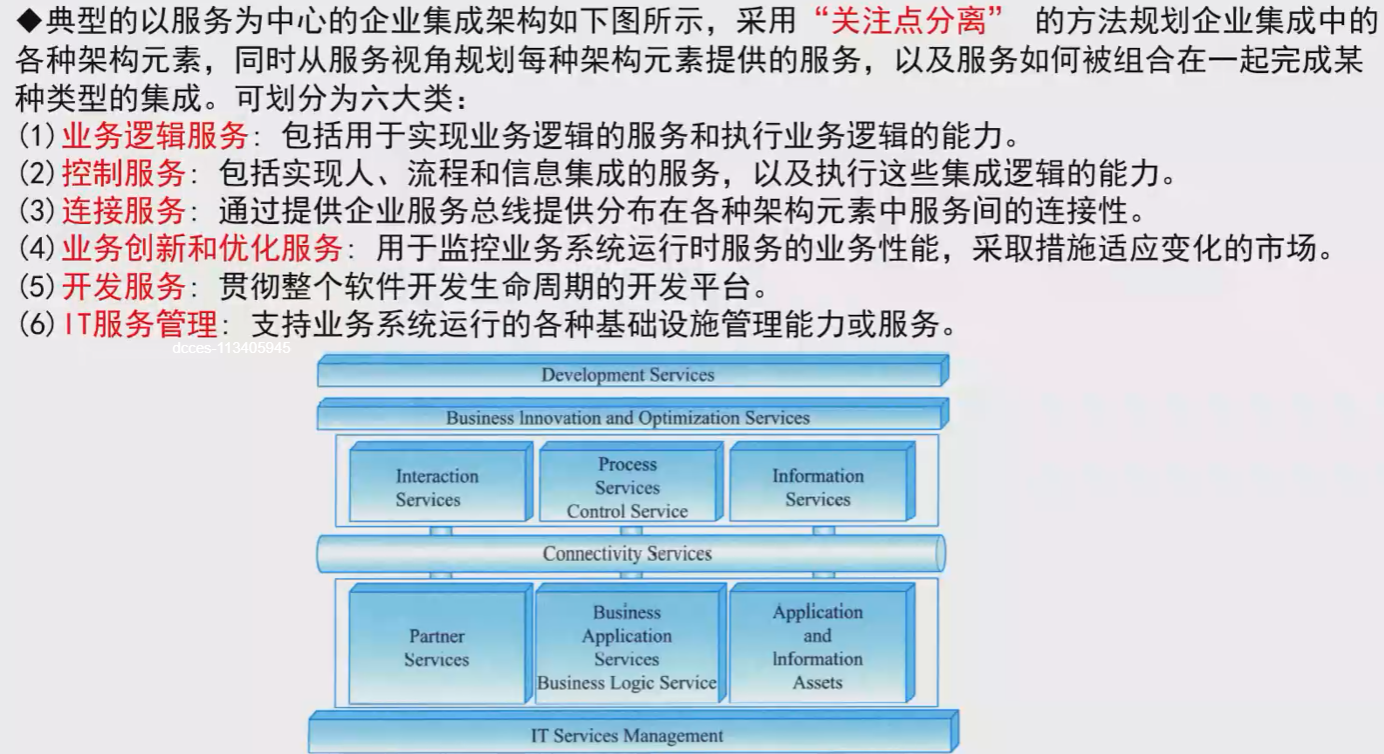 ◆典型的以服务为中心的企业集成架构如下图所示，采用“关注点分离” 的方法规划企业集成中的
各种架构元素，同时从服务视角规划每种架构元素提供的服务，以及服务如何被组合在一起完成某
种类型的集成。可划分为六大类：
(1)业务逻辑服务：包括用于实现业务逻辑的服务和执行业务逻辑的能力。
(2)控制服务：包括实现人、流程和信息集成的服务，以及执行这些集成逻辑的能力。
(3)连接服务：通过提供企业服务总线提供分布在各种架构元素中服务间的连接性。
(4)业务创新和优化服务：用于监控业务系统运行时服务的业务性能，采取措施适应变化的市场。
(5)开发服务：贯彻整个软件开发生命周期的开发平台。
(6)IT服务管理：支持业务系统运行的各种基础设施管理能力或服务。
dcces-113405945
Development Services
Business Innovation and Optimization Services
Interaction
Services
Process
Services
Control Service
Information
Services
Connectivity Services
Partner
Services
Business
Application
Services
Business Logic Service
Application
and
Information
Assets
IT Services Management